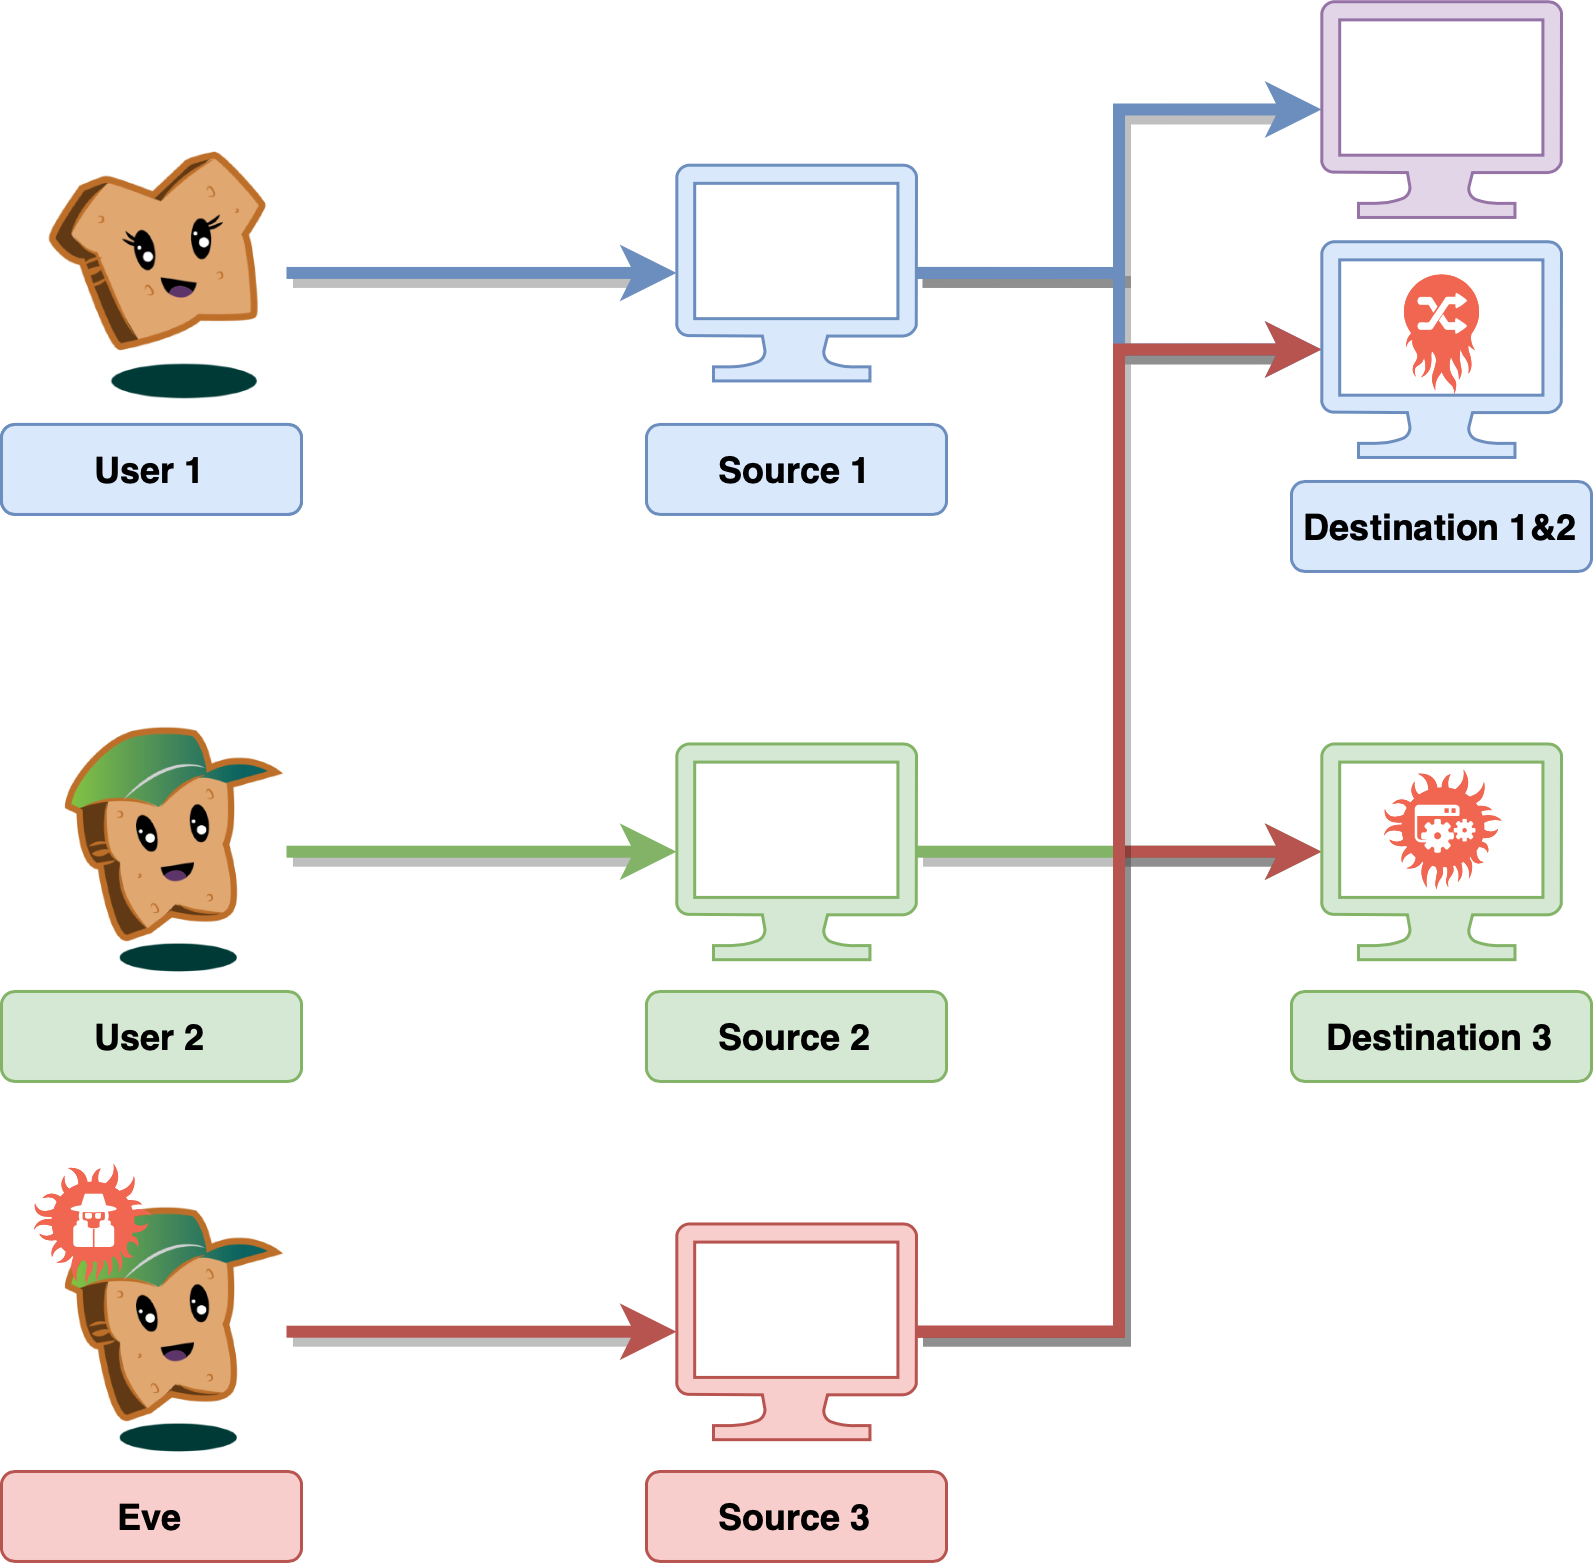 User 1
Source 1
Destination 1&2
User 2
Source 2
Destination 3
Eve
Source 3